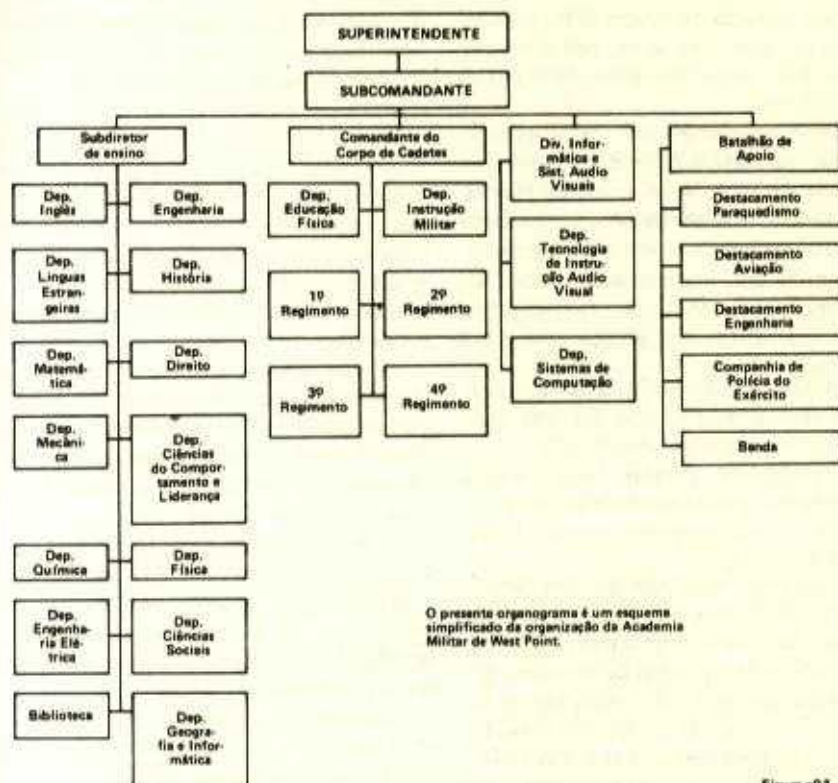 SUPERINTENDENTE
SUBCOMANDANTE
Subdiretor
de ensino
Dep.
Inglês
Dep.
Engenharia
Dep.
Línguas
Estran-
geiras
Dep.
História
Dep.
Matemá-
tica
Dep.
Direito
Dep.
Mecâni-
ca
Dep.
Ciências
do Compor-
tamento e
Liderança
Dep.
Química
Dep.
Física
Dep.
Engenha-
ria Elé-
trica
Dep.
Ciências
Sociais
Biblioteca
Dep.
Geogra-
fia e Infor-
mática
Comandante do
Corpo de Cadetes
Dep.
Educação
Física
Dep.
Instrução
Militar
1º
Regimento
2º
Regimento
3º
Regimento
4º
Regimento
Div. Infor-
mática e
Sist. Audio
Visuais
Dep.
Tecnologia
de Instru-
ção Audio
Visual
Dep.
Sistemas de
Computação
Batalhão de
Apoio
Destacamento
Paraquedismo
Destacamento
Aviação
Destacamento
Engenharia
Companhia de
Polícia do
Exército
Banda
O presente organograma é um esquema
simplificado da organização da Academia
Militar de West Point.